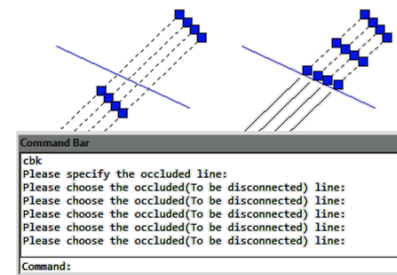 Command Bar
cbk
Please specify the occluded line:
Please choose the occluded(To be disconnected) line:
Please choose the occluded(To be disconnected) line:
Please choose the occluded(To be disconnected) line:
Please choose the occluded(To be disconnected) line:
Please choose the occluded(To be disconnected) line:
Command: